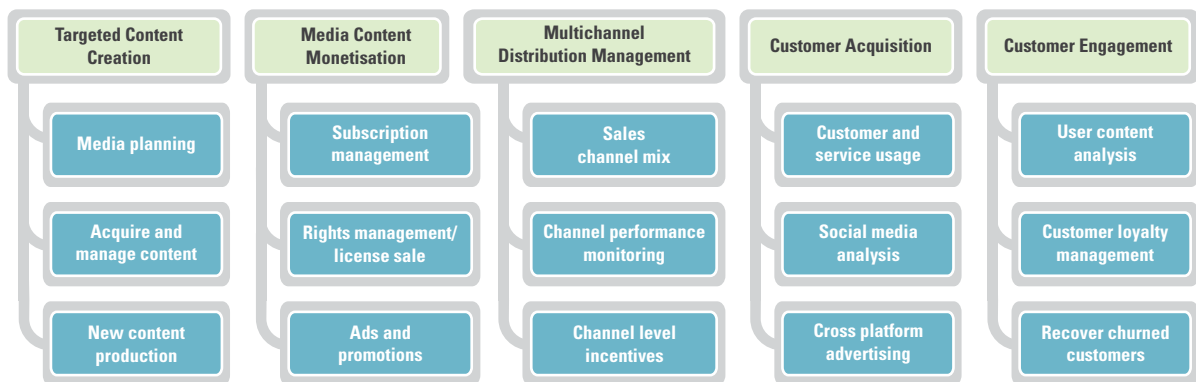 Targeted Content
Creation
Media planning
Acquire and
manage content
New content
production
Media Content
Monetisation
Subscription
management
Rights management/
license sale
Ads and
promotions
Multichannel
Distribution Management
Sales
channel mix
Channel performance
monitoring
Channel level
incentives
Customer Acquisition
Customer and
service usage
Social media
analysis
Cross platform
advertising
Customer Engagement
User content
analysis
Customer loyalty
management
Recover churned
customers